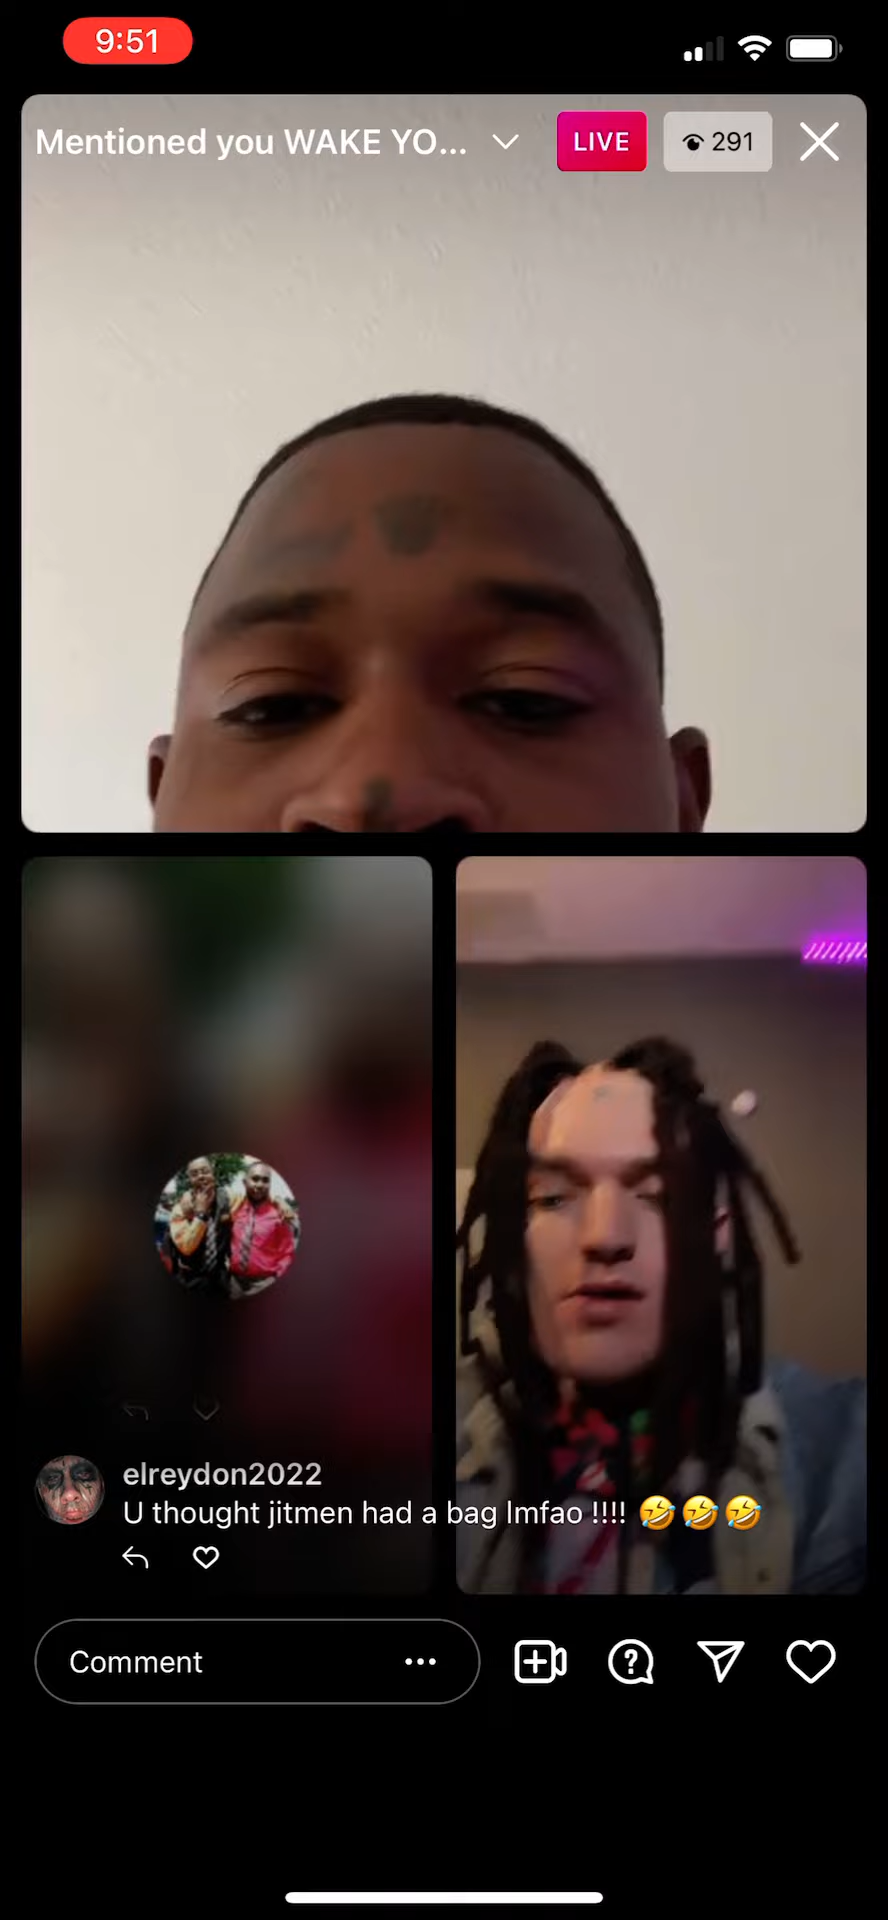 9:51
Mentioned you WAKE YO... LIVE 291
elreydon2022
U thought jitmen had a bag lmfao !!!! 🤣🤣🤣
Comment